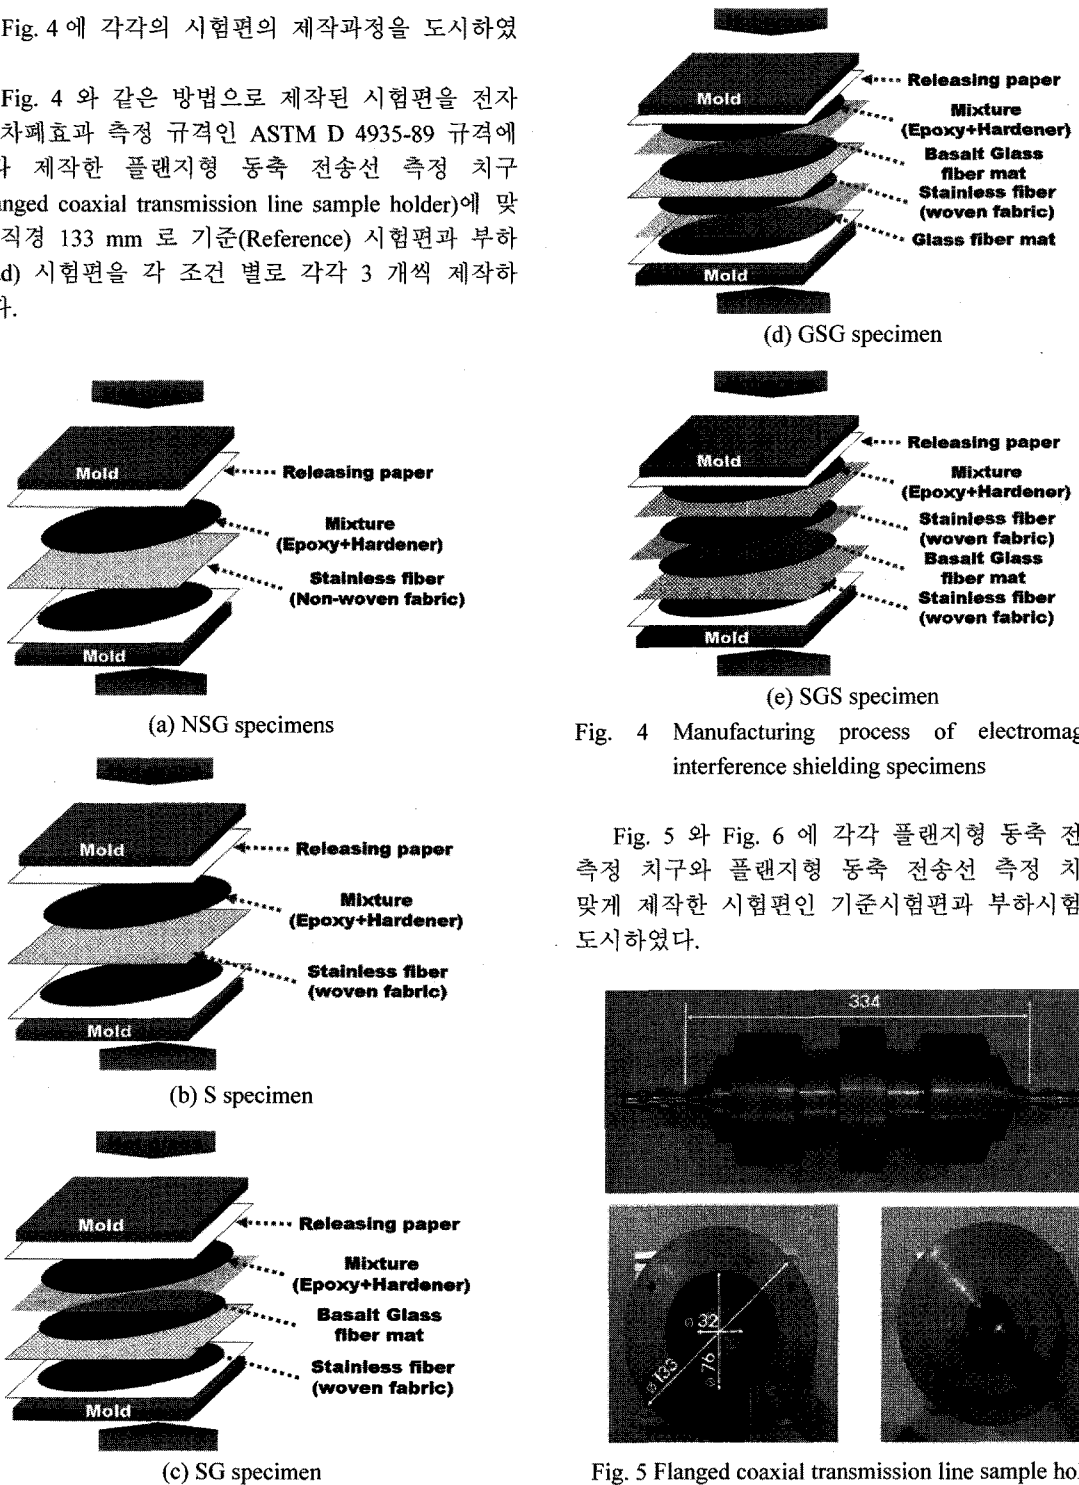 Fig. 4 에 각각의 시험편의 제작과정을 도시하였
Fig. 4 와 같은 방법으로 제작된 시험편을 전자
차폐효과 측정 규격인 ASTM D 4935-89 규격에
제작한 플랜지형 동축 전송선 측정 치구
nged coaxial transmission line sample holder)에 맞
직경 133 mm 로 기준(Reference) 시험편과 부하
d) 시험편을 각 조건 별로 각각 3 개씩 제작하
다.
Mold
Releasing paper
Mixture
(Epoxy+Hardener)
Stainless fiber
(Non-woven fabric)
Mold
(a) NSG specimens
Mold
Releasing paper
Mixture
(Epoxy+Hardener)
Stainless fiber
(woven fabric)
Mold
(b) S specimen
Mold
Releasing paper
Mixture
(Epoxy+Hardener)
Basalt Glass
fiber mat
Stainless fiber
(woven fabric)
Mold
(c) SG specimen
Mold
Releasing paper
Mixture
(Epoxy+Hardener)
Basalt Glass
fiber mat
Stainless fiber
(woven fabric)
Glass fiber mat
Mold
(d) GSG specimen
Mold
Releasing paper
Mixture
(Epoxy+Hardener)
Stainless fiber
(woven fabric)
Basalt Glass
fiber mat
Stainless fiber
(woven fabric)
Mold
(e) SGS specimen
Fig. 4 Manufacturing process of electromag
interference shielding specimens
Fig. 5 와 Fig. 6 에 각각 플랜지형 동축 전
측정 치구와 플랜지형 동축 전송선 측정 치
맞게 제작한 시험편인 기준시험편과 부하시험
도시하였다.
334
ø 32
ø 76
ø 133
Fig. 5 Flanged coaxial transmission line sample ho